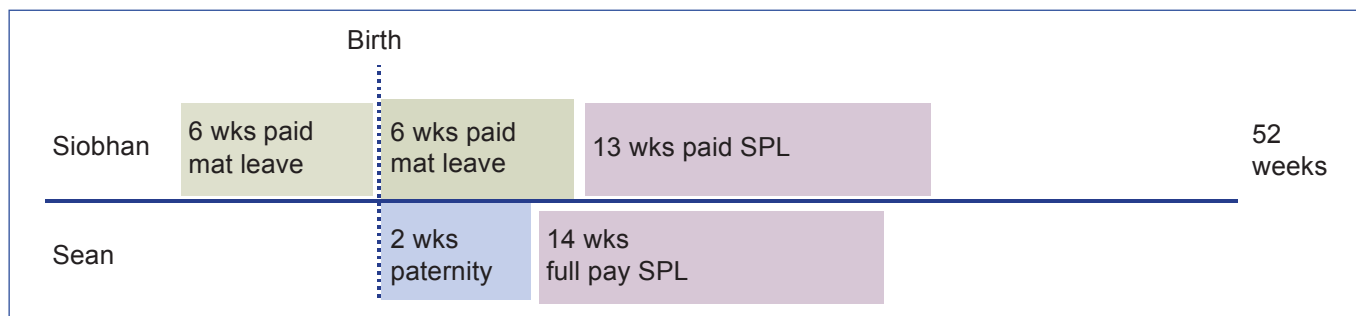 Birth
Siobhan
6 wks paid
mat leave
6 wks paid
mat leave
13 wks paid SPL
52
weeks
Sean
2 wks
paternity
14 wks
full pay SPL